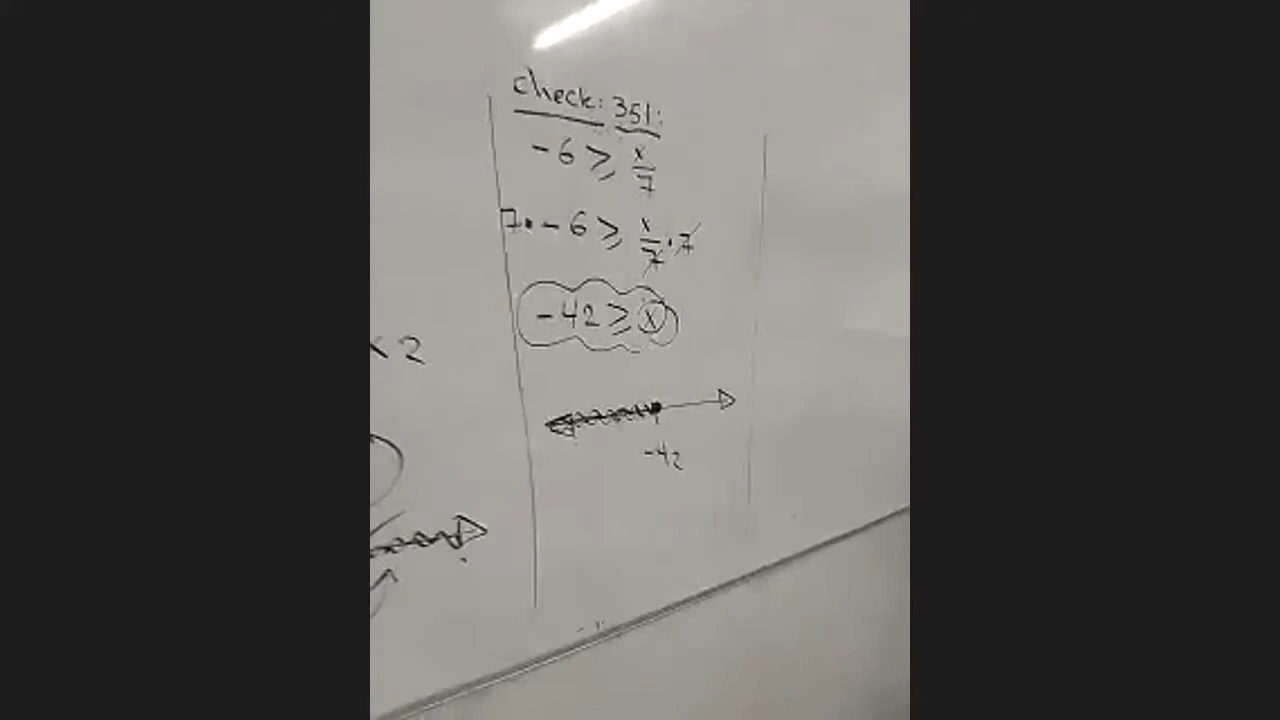 check: 351:
-6 ≥ x/7
7·-6 ≥ x/7·7
-42 ≥ x
2
-42